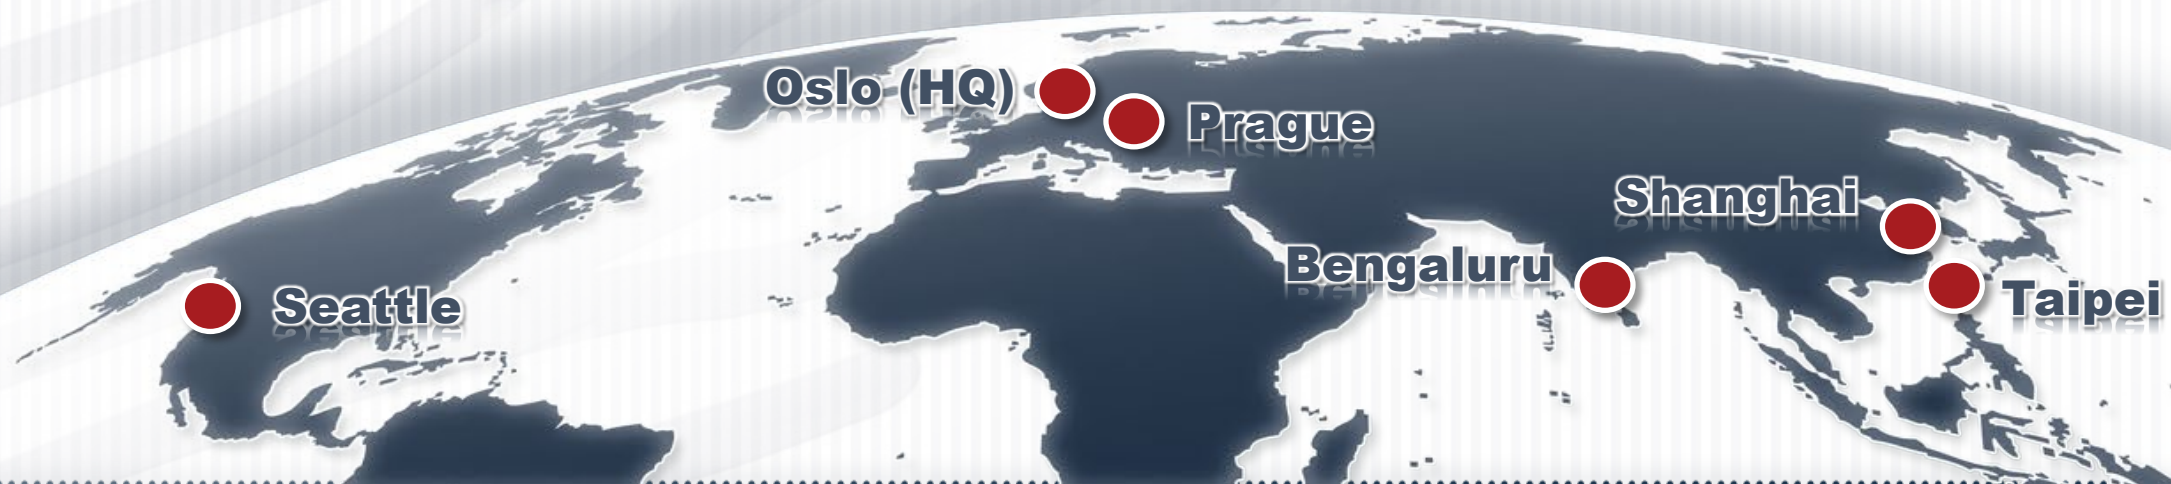 Oslo (HQ)
Prague
Shanghai
Bengaluru
Seattle
Taipei